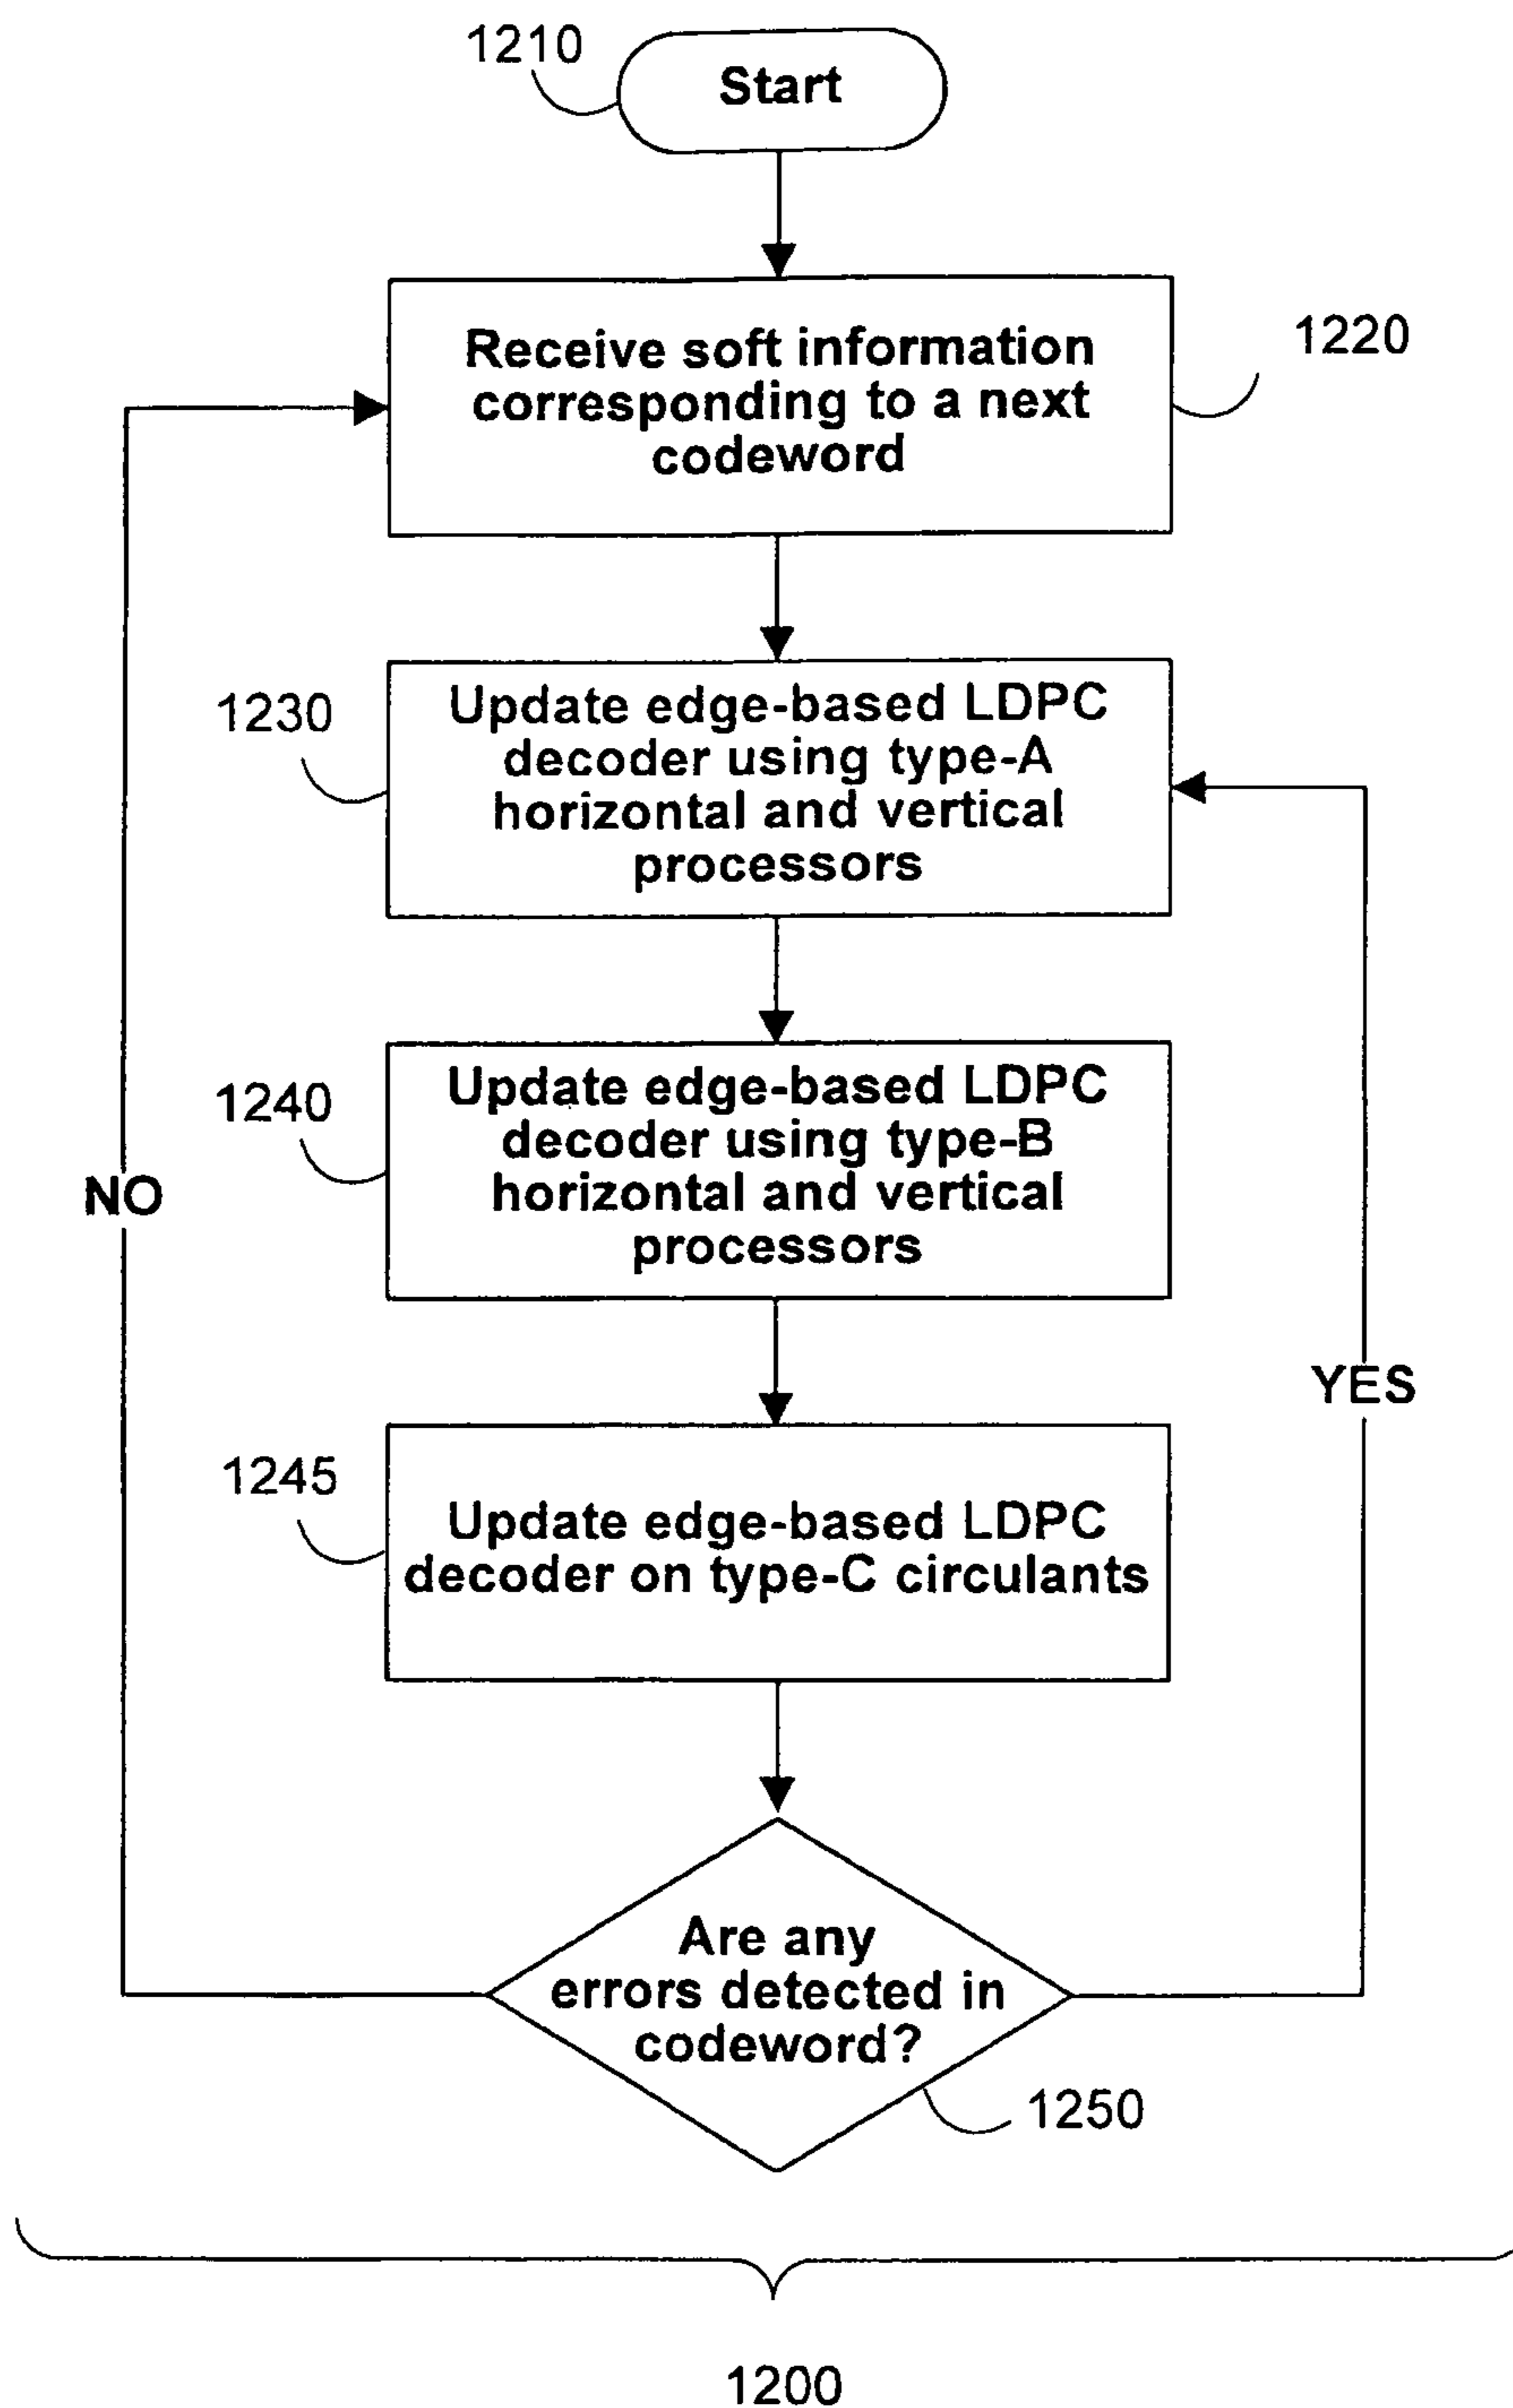 1210
Start
Receive soft information
corresponding to a next
codeword
1220
1230
Update edge-based LDPC
decoder using type-A
horizontal and vertical
processors
1240
Update edge-based LDPC
decoder using type-B
horizontal and vertical
processors
NO
YES
1245
Update edge-based LDPC
decoder on type-C circulants
Are any
errors detected in
codeword?
1250
1200